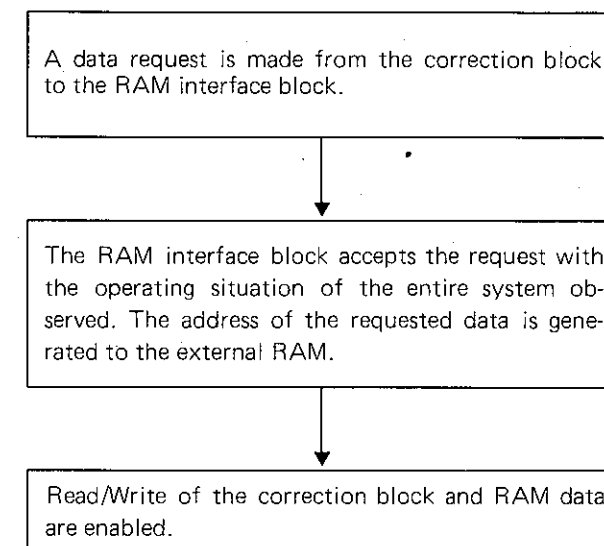 A data request is made from the correction block
to the RAM interface block.
The RAM interface block accepts the request with
the operating situation of the entire system ob-
served. The address of the requested data is gene-
rated to the external RAM.
Read/Write of the correction block and RAM data
are enabled.